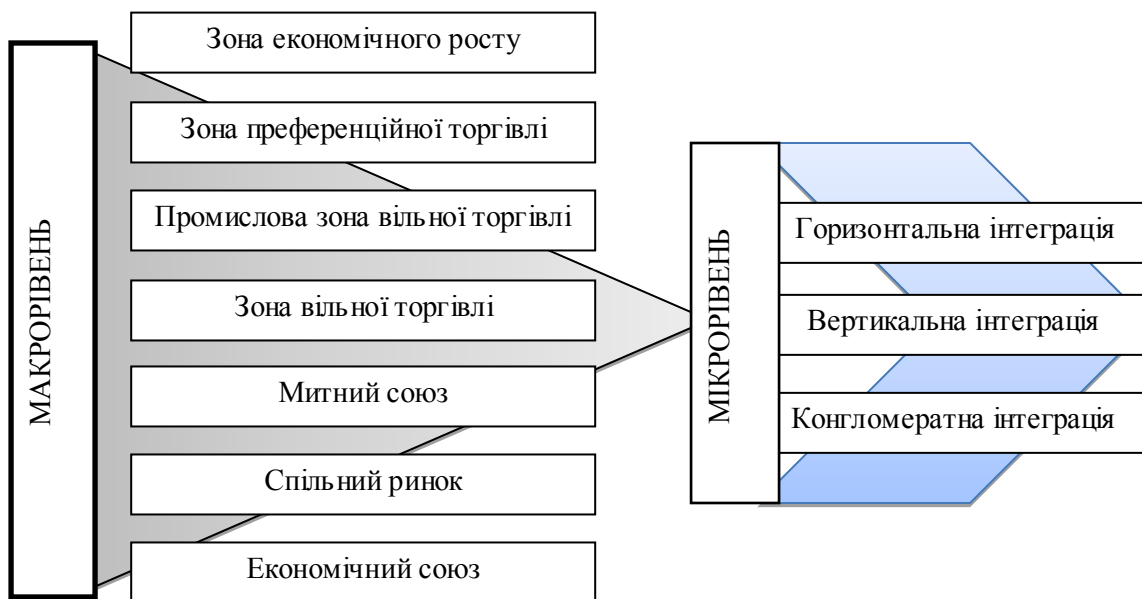 МАКРОРІВЕНЬ
Зона економічного росту
Зона преференційної торгівлі
Промислова зона вільної торгівлі
Зона вільної торгівлі
Митний союз
Спільний ринок
Економічний союз
МІКРОРІВЕНЬ
Горизонтальна інтеграція
Вертикальна інтеграція
Конгломератна інтеграція